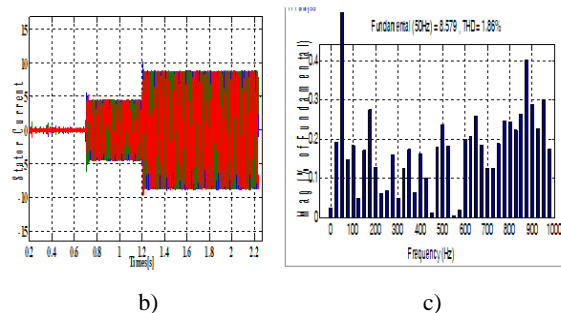 Stator Current
15
10
5
0
-5
-10
-15
0.2 0.4 0.6 0.8 1 1.2 1.4 1.6 1.8 2 2.2
Times[s]
Fundamental (50Hz) = 8.579 , THD= 1.86%
Mag (% of Fundamental)
0.4
0.3
0.2
0.1
0
0 100 200 300 400 500 600 700 800 900 1000
Frequency (Hz)
b)
c)